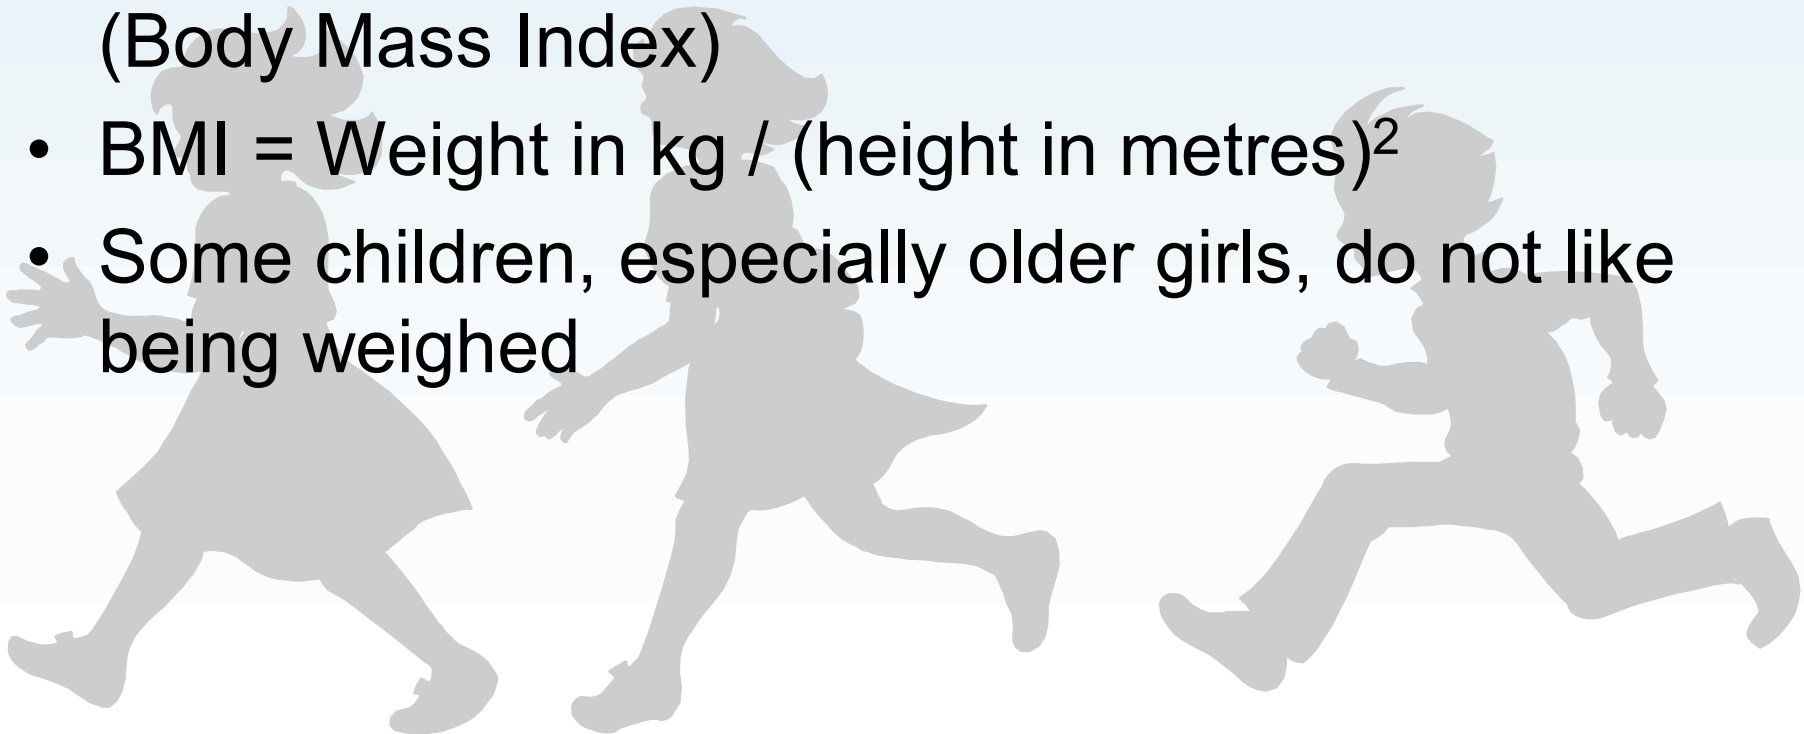 (Body Mass Index)
• BMI = Weight in kg / (height in metres)²
• Some children, especially older girls, do not like
being weighed